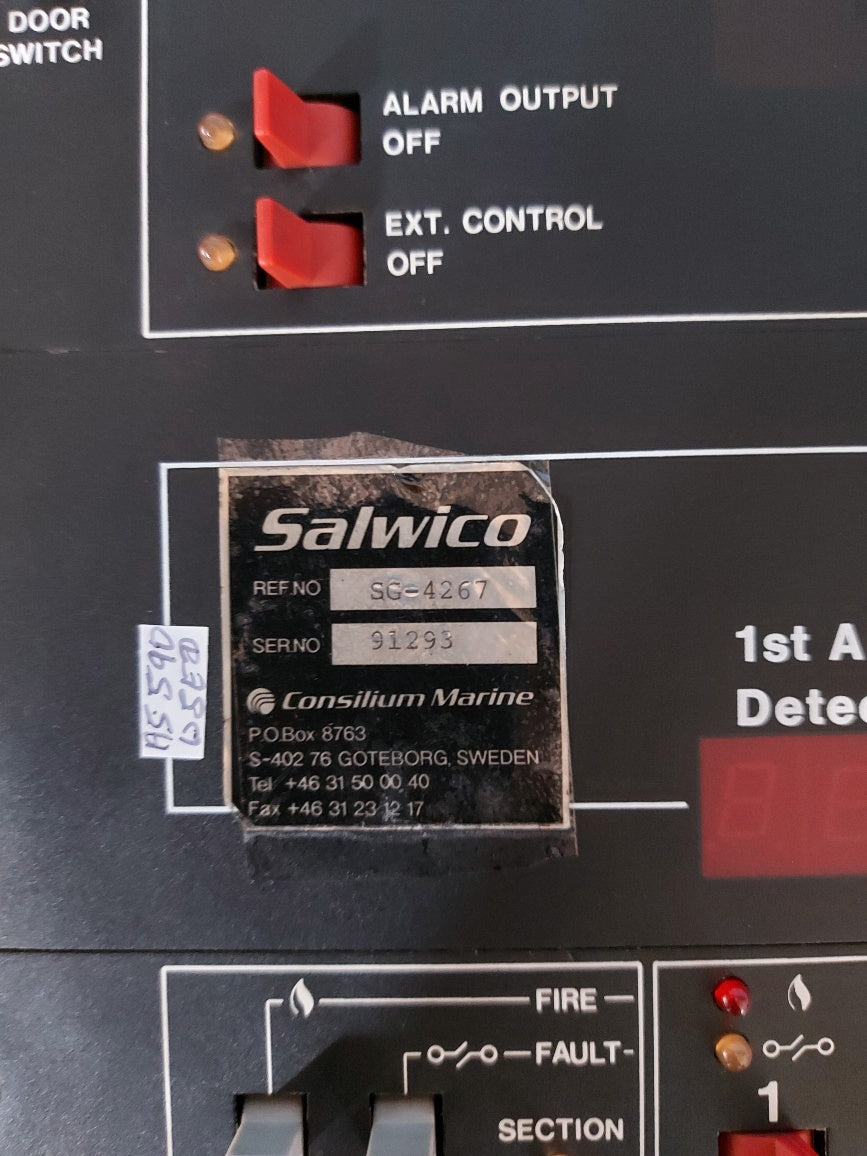 DOOR
SWITCH
ALARM OUTPUT
OFF
EXT. CONTROL
OFF
Salwico
REF.NO SG-4267
SER.NO 91293
Consilium Marine
P.O.Box 8763
S-402 76 GOTEBORG, SWEDEN
Tel +46 31 50 00 40
Fax +46 31 23 12 17
1st A
Detec
FIRE
FAULT
1
SECTION